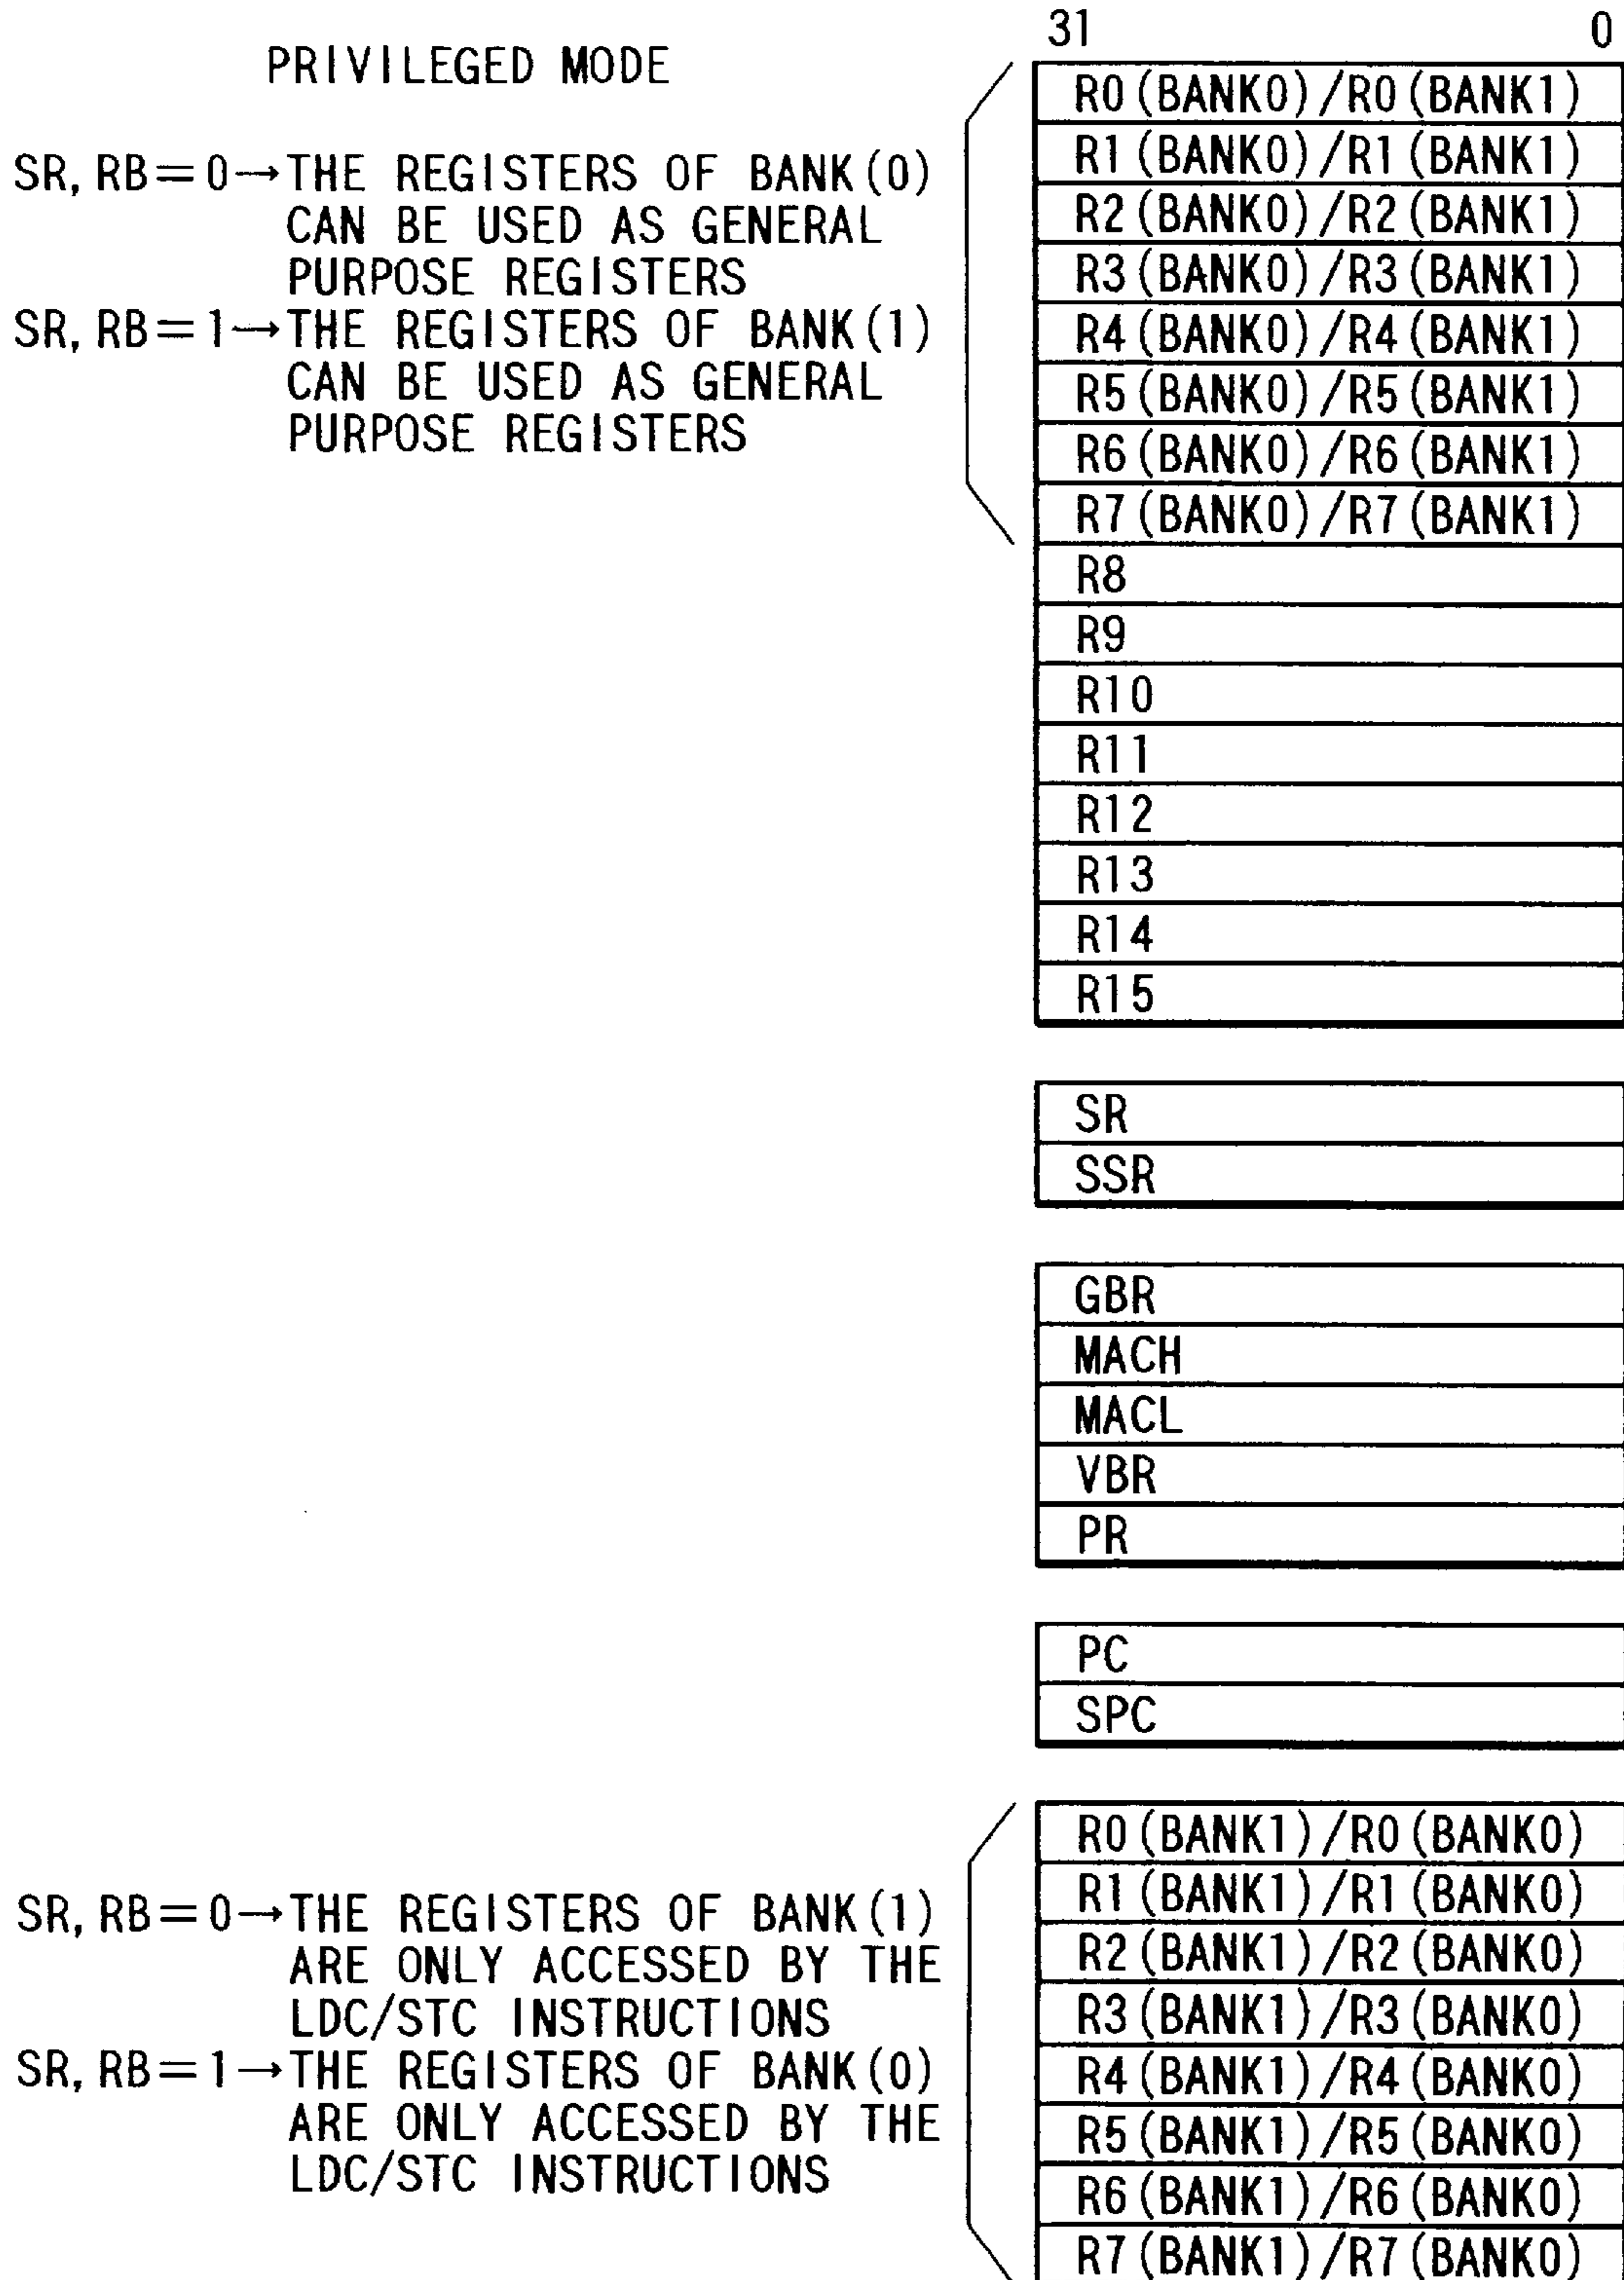 PRIVILEGED MODE
SR, RB=0→THE REGISTERS OF BANK(0)
CAN BE USED AS GENERAL
PURPOSE REGISTERS
SR, RB=1→THE REGISTERS OF BANK(1)
CAN BE USED AS GENERAL
PURPOSE REGISTERS
31 0
R0(BANK0)/R0(BANK1)
R1(BANK0)/R1(BANK1)
R2(BANK0)/R2(BANK1)
R3(BANK0)/R3(BANK1)
R4(BANK0)/R4(BANK1)
R5(BANK0)/R5(BANK1)
R6(BANK0)/R6(BANK1)
R7(BANK0)/R7(BANK1)
R8
R9
R10
R11
R12
R13
R14
R15
SR
SSR
GBR
MACH
MACL
VBR
PR
PC
SPC
SR, RB=0→THE REGISTERS OF BANK(1)
ARE ONLY ACCESSED BY THE
LDC/STC INSTRUCTIONS
SR, RB=1→THE REGISTERS OF BANK(0)
ARE ONLY ACCESSED BY THE
LDC/STC INSTRUCTIONS
R0(BANK1)/R0(BANK0)
R1(BANK1)/R1(BANK0)
R2(BANK1)/R2(BANK0)
R3(BANK1)/R3(BANK0)
R4(BANK1)/R4(BANK0)
R5(BANK1)/R5(BANK0)
R6(BANK1)/R6(BANK0)
R7(BANK1)/R7(BANK0)